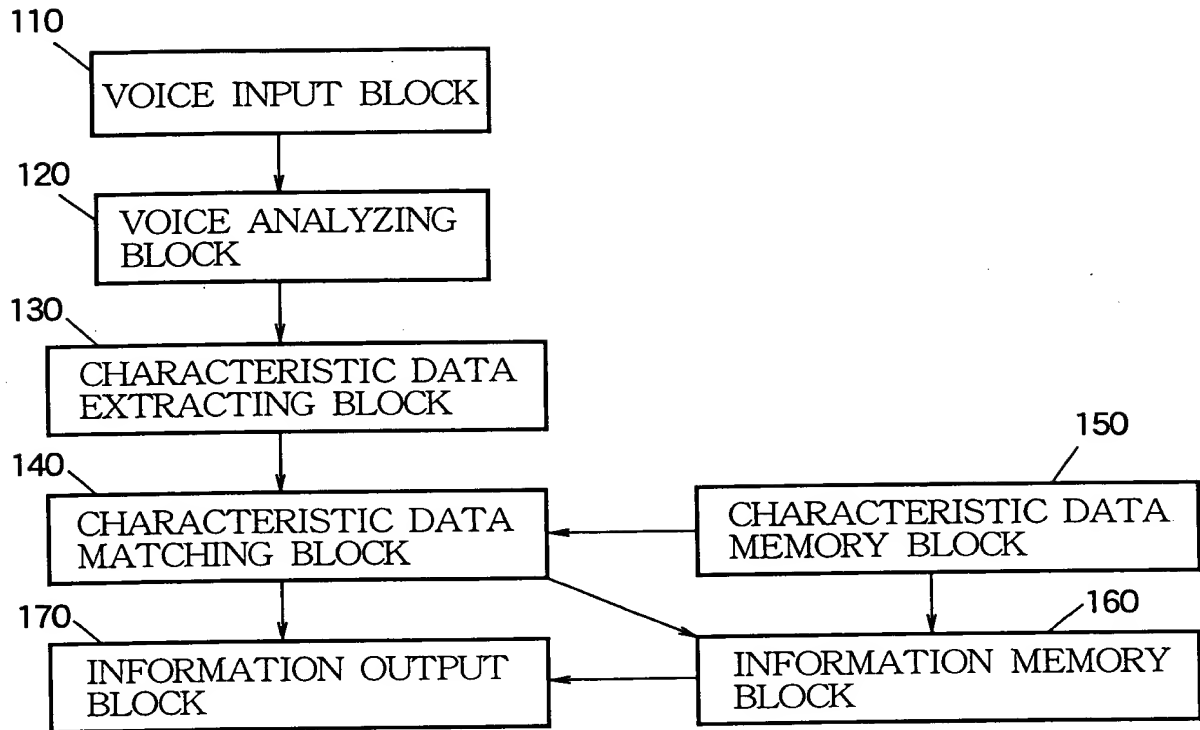 110
VOICE INPUT BLOCK
120
VOICE ANALYZING
BLOCK
130
CHARACTERISTIC DATA
EXTRACTING BLOCK
140
CHARACTERISTIC DATA
MATCHING BLOCK
150
CHARACTERISTIC DATA
MEMORY BLOCK
170
INFORMATION OUTPUT
BLOCK
160
INFORMATION MEMORY
BLOCK